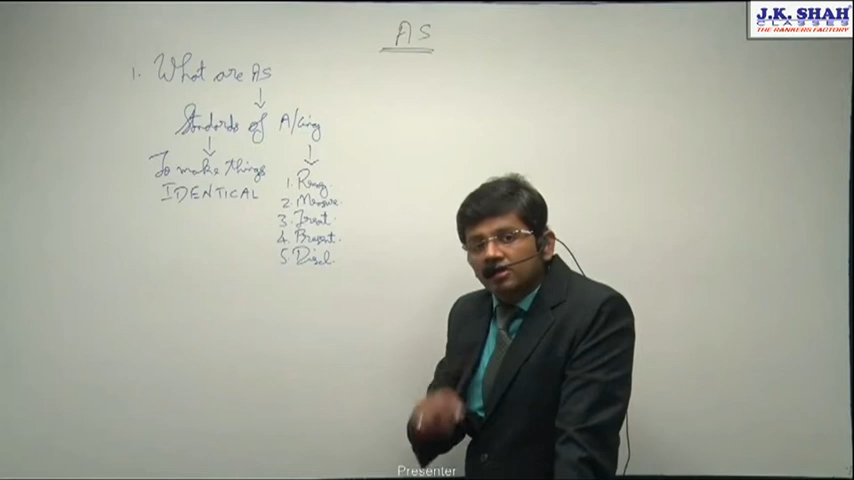 J.K. SHAH
CLASSES
THE RANKERS FACTORY
AS
1. What are AS
Standards of A/cing
To make things
IDENTICAL
1. Recog.
2. Measure.
3. Treat.
4. Present.
5. Discl.
Presenter